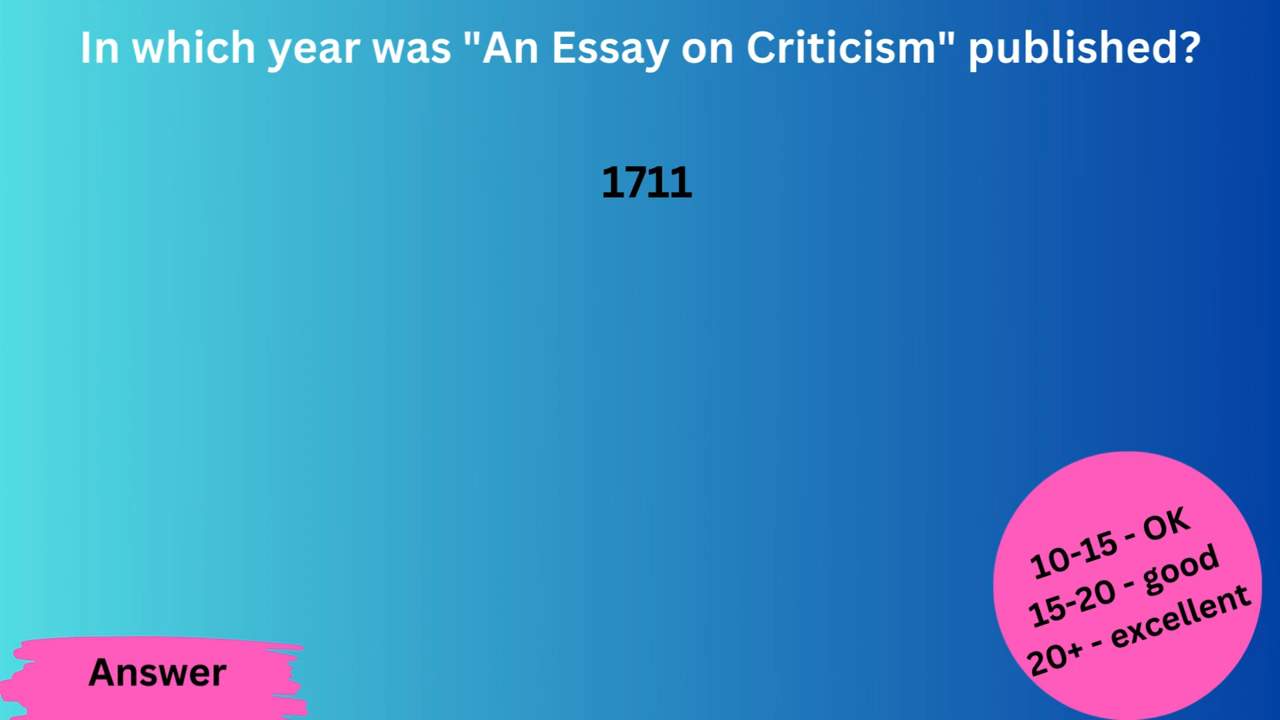 In which year was "An Essay on Criticism" published?
1711
10-15 - OK
15-20 - good
20+ - excellent
Answer